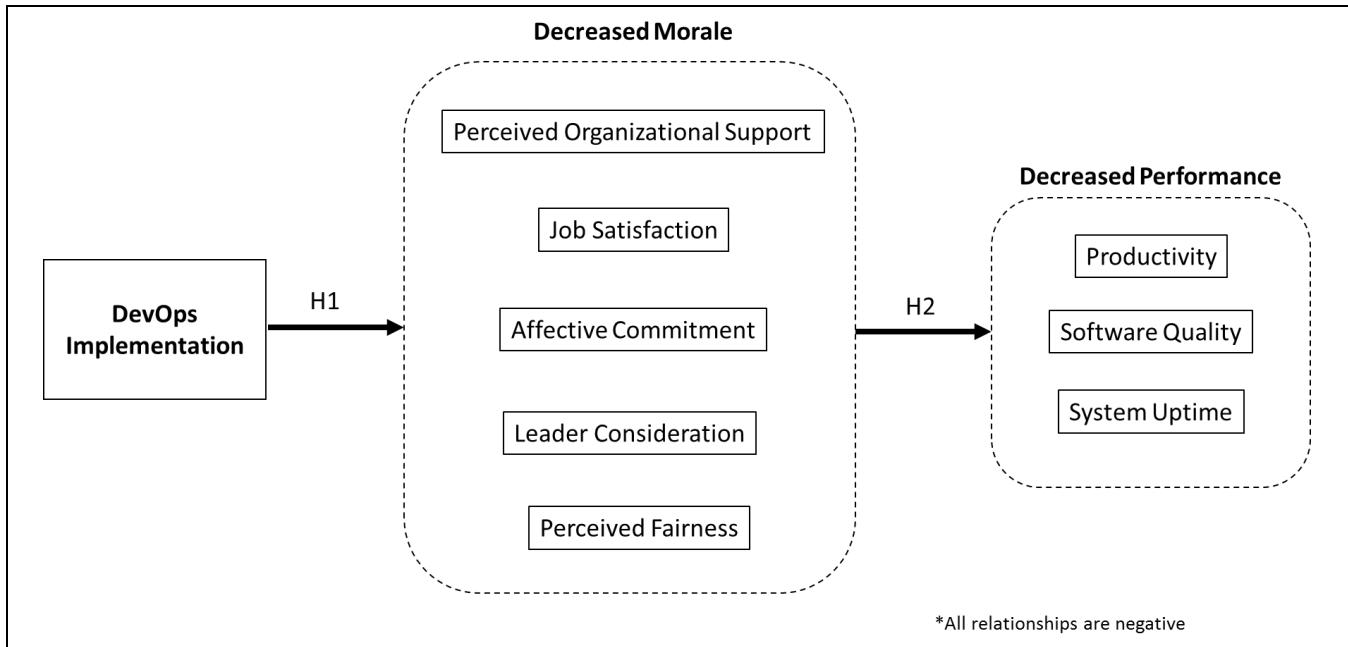 Decreased Morale
Perceived Organizational Support
Job Satisfaction
Affective Commitment
Leader Consideration
Perceived Fairness
DevOps
Implementation
H1
H2
Decreased Performance
Productivity
Software Quality
System Uptime
*All relationships are negative